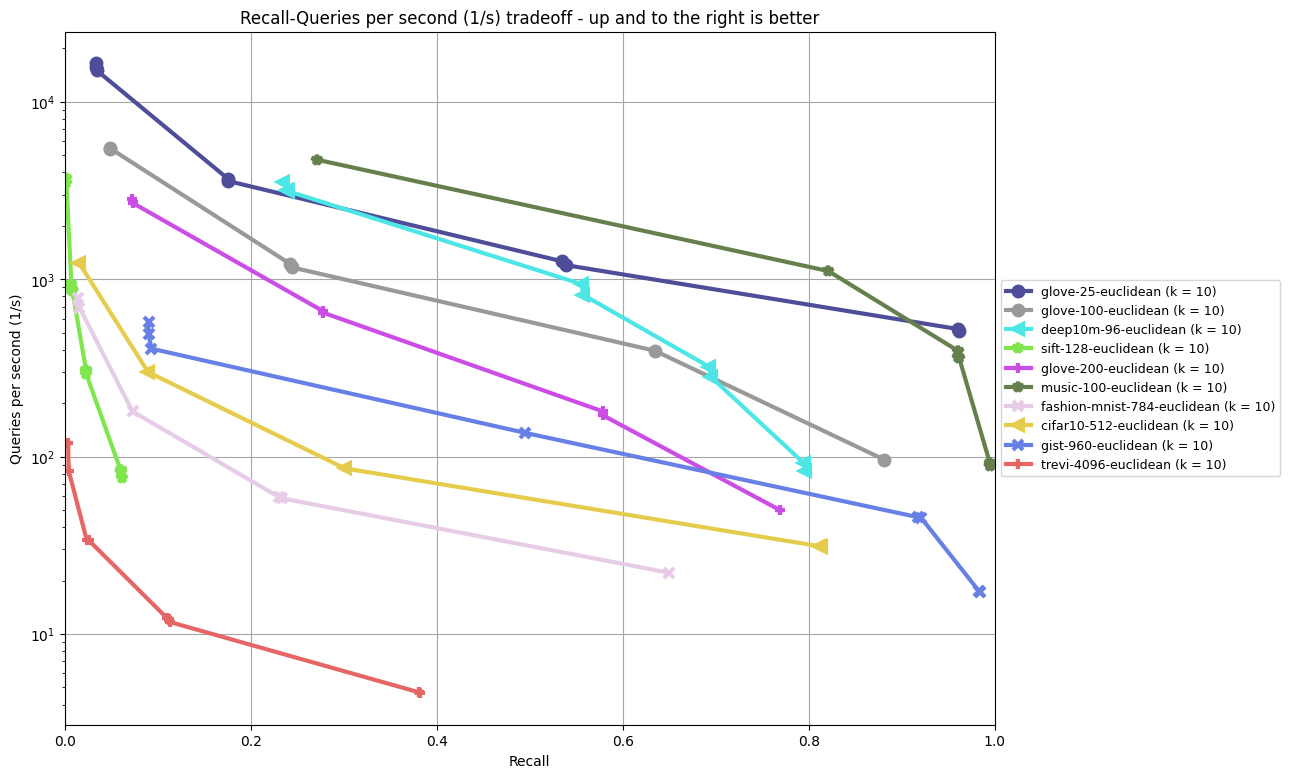 Recall-Queries per second (1/s) tradeoff - up and to the right is better
Queries per second (1/s)
10^4
10^3
10^2
10^1
0.0 0.2 0.4 0.6 0.8 1.0
Recall
glove-25-euclidean (k = 10)
glove-100-euclidean (k = 10)
deep10m-96-euclidean (k = 10)
sift-128-euclidean (k = 10)
glove-200-euclidean (k = 10)
music-100-euclidean (k = 10)
fashion-mnist-784-euclidean (k = 10)
cifar10-512-euclidean (k = 10)
gist-960-euclidean (k = 10)
trevi-4096-euclidean (k = 10)